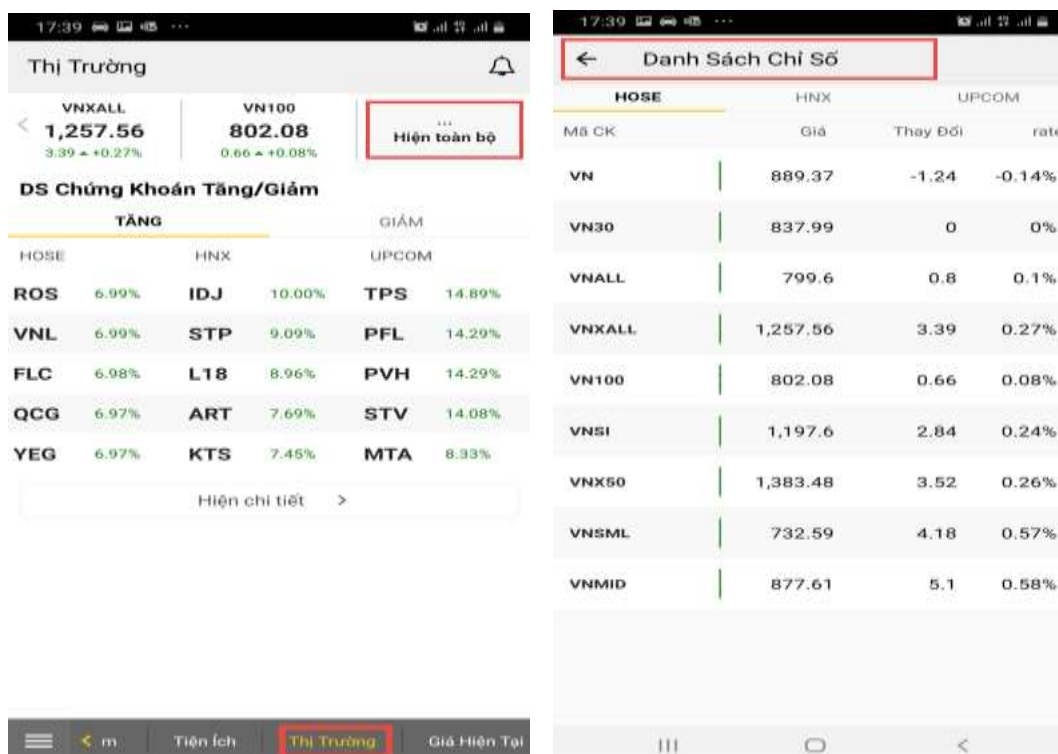 17:39 ...
Thị Trường
VNXALL VN100
1,257.56 802.08 ...
3.39 +0.27% 0.66 +0.08% Hiện toàn bộ
DS Chứng Khoán Tăng/Giảm
TĂNG GIẢM
HOSE HNX UPCOM
ROS 6.99% IDJ 10.00% TPS 14.89%
VNL 6.99% STP 9.09% PFL 14.29%
FLC 6.98% L18 8.96% PVH 14.29%
QCG 6.97% ART 7.69% STV 14.08%
YEG 6.97% KTS 7.45% MTA 8.33%
Hiện chi tiết >
m Tiện Ích Thị Trường Giá Hiện Tại
17:39 ...
Danh Sách Chỉ Số
HOSE HNX UPCOM
Mã CK Giá Thay Đổi rate
VN 889.37 -1.24 -0.14%
VN30 837.99 0 0%
VNALL 799.6 0.8 0.1%
VNXALL 1,257.56 3.39 0.27%
VN100 802.08 0.66 0.08%
VNSI 1,197.6 2.84 0.24%
VNX50 1,383.48 3.52 0.26%
VNSML 732.59 4.18 0.57%
VNMID 877.61 5.1 0.58%